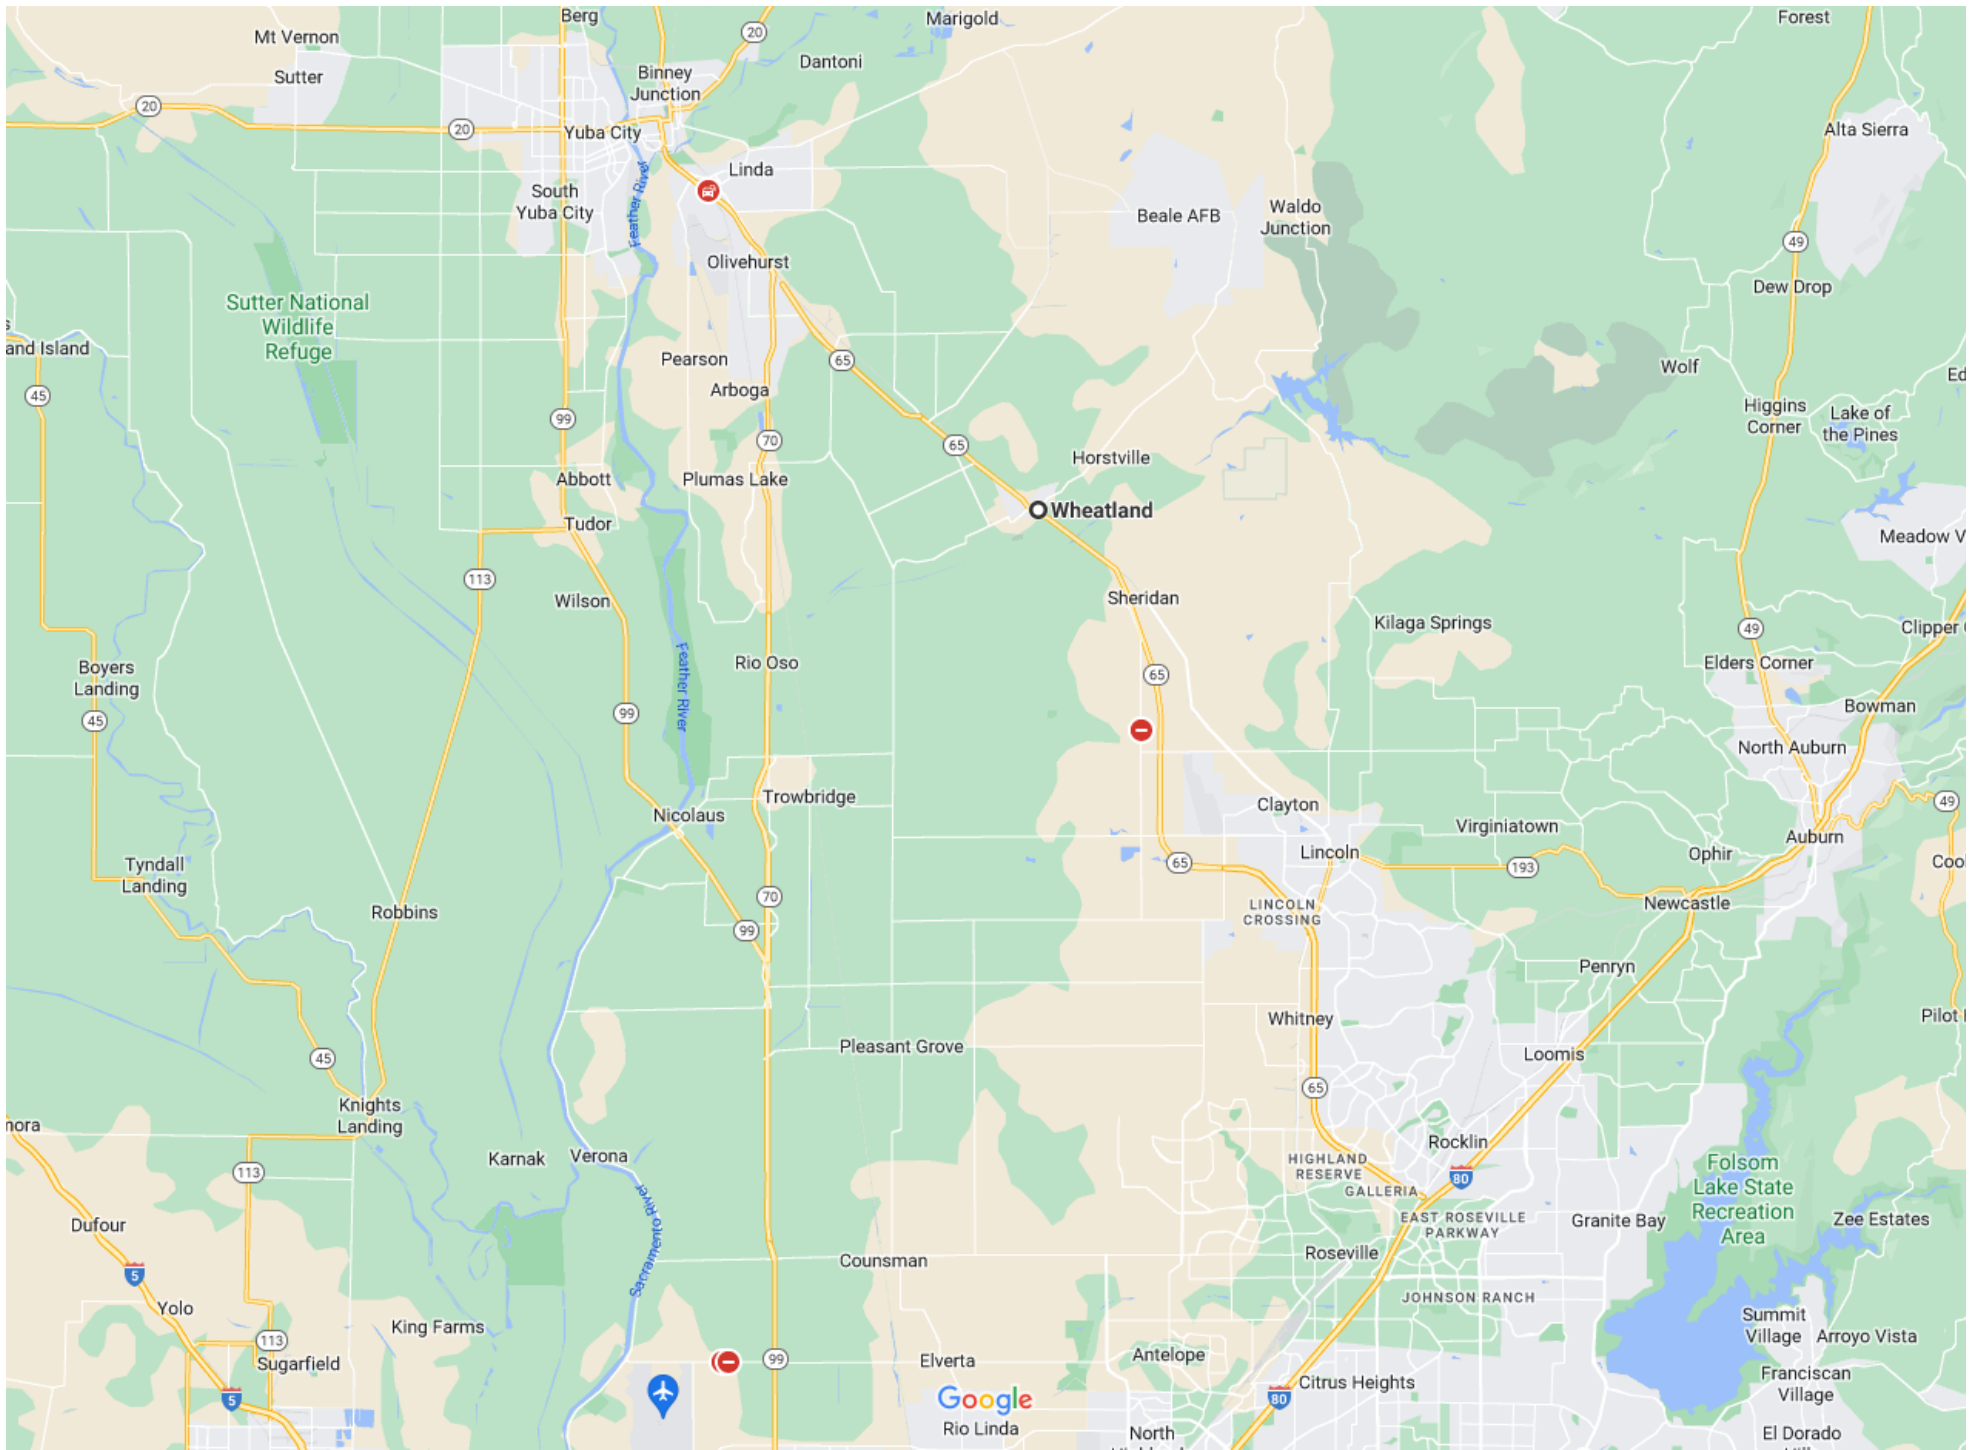 Berg
Marigold
Forest
Mt Vernon
20
Dantoni
Sutter
Binney
Junction
20
20
Yuba City
Alta Sierra
Linda
South
Yuba City
Feather River
Beale AFB
Waldo
Junction
49
Olivehurst
Dew Drop
Sutter National
Wildlife
Refuge
and Island
Pearson
65
Wolf
Arboga
45
Higgins
Corner
Lake of
the Pines
99
70
65
Horstville
Abbott
Plumas Lake
Wheatland
Tudor
Meadow V
113
Wilson
Sheridan
Kilaga Springs
49
Clipper
Boyers
Landing
Rio Oso
Feather River
65
Elders Corner
45
99
Bowman
North Auburn
Trowbridge
Clayton
49
Nicolaus
Virginiatown
Auburn
Tyndall
Landing
65
Lincoln
193
Ophir
Robbins
70
LINCOLN
CROSSING
Newcastle
99
Penryn
Whitney
Pilot
45
Pleasant Grove
Loomis
65
Knights
Landing
nora
Rocklin
113
Karnak
Verona
HIGHLAND
RESERVE
GALLERIA
80
Folsom
Lake State
Recreation
Area
Dufour
Sacramento River
EAST ROSEVILLE
PARKWAY
Granite Bay
Zee Estates
5
Counsman
Roseville
Yolo
JOHNSON RANCH
King Farms
Summit
Village
Arroyo Vista
113
Sugarfield
99
Elverta
Antelope
5
Citrus Heights
Franciscan
Village
Google
80
Rio Linda
North
El Dorado